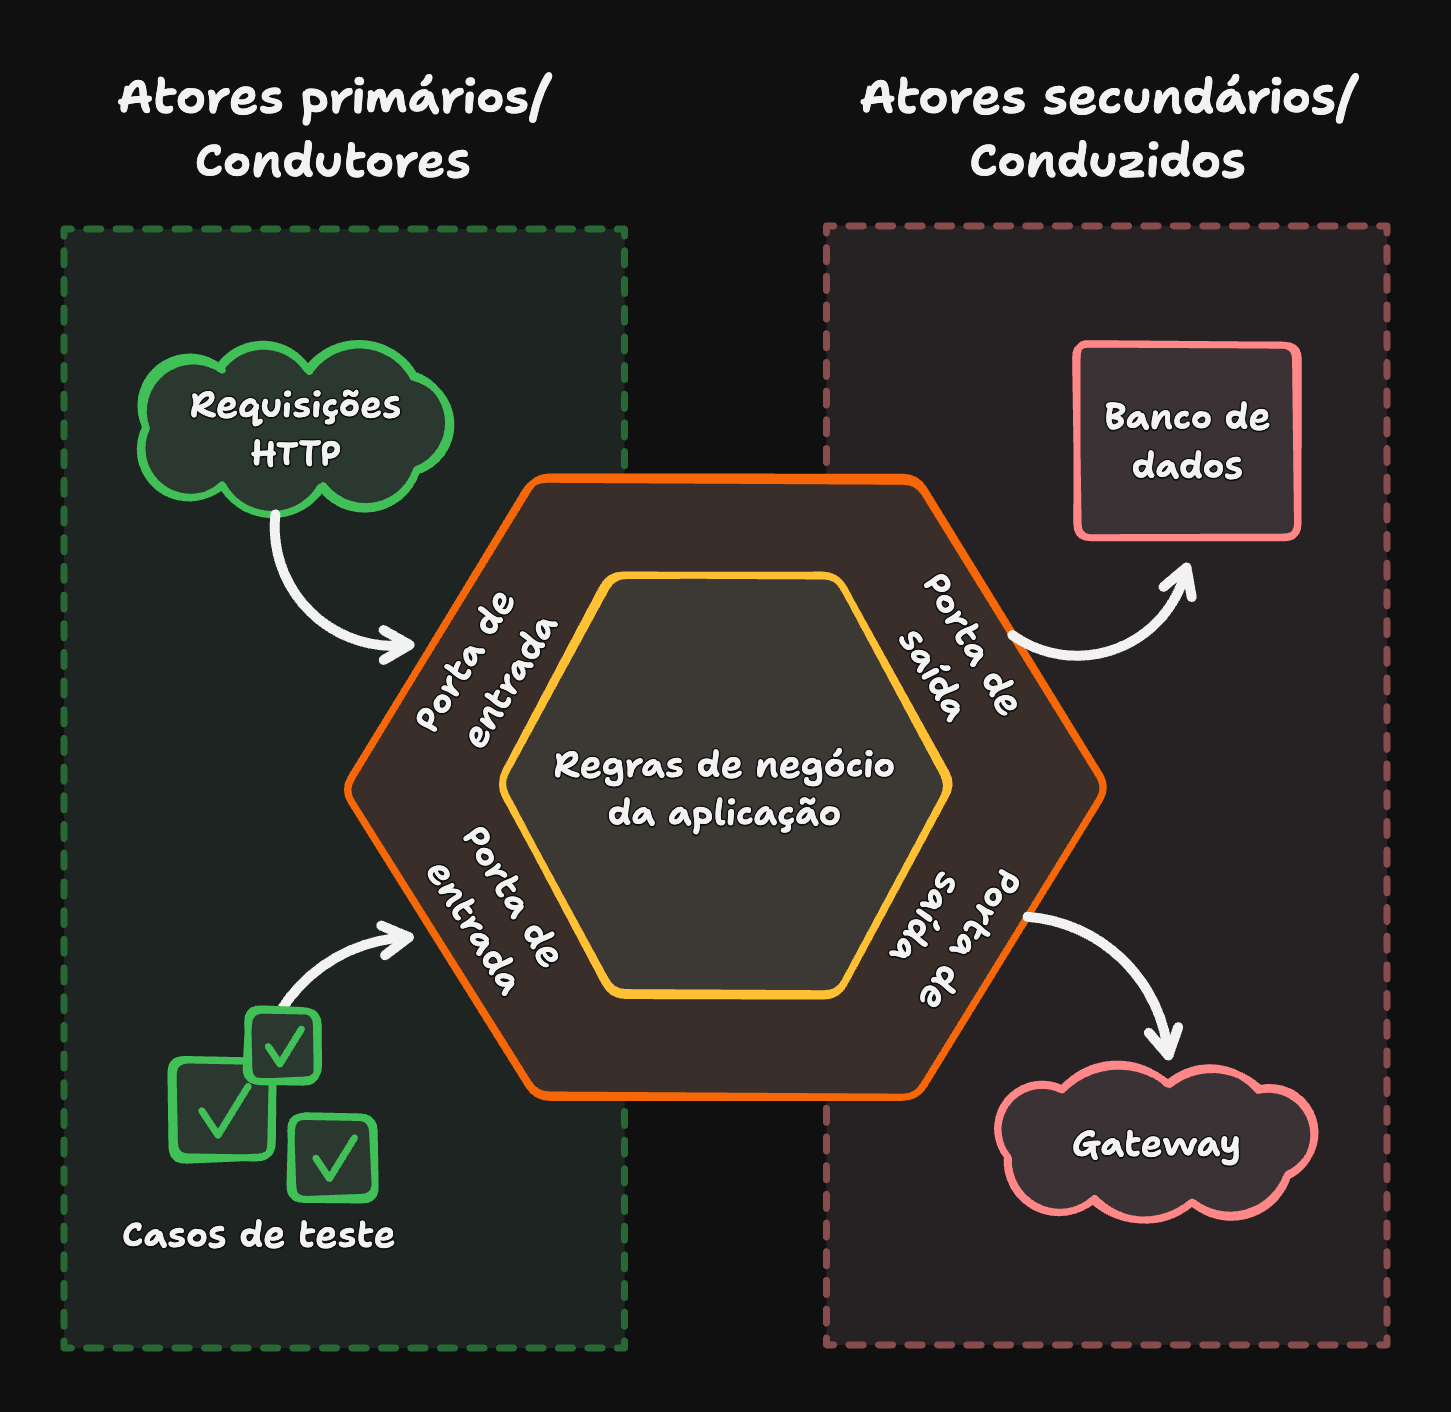 Atores primários/
Condutores
Atores secundários/
Conduzidos
Requisições
HTTP
Banco de
dados
Porta de
entrada
Porta de
saída
Regras de negócio
da aplicação
Porta de
entrada
Porta de
saída
Casos de teste
Gateway